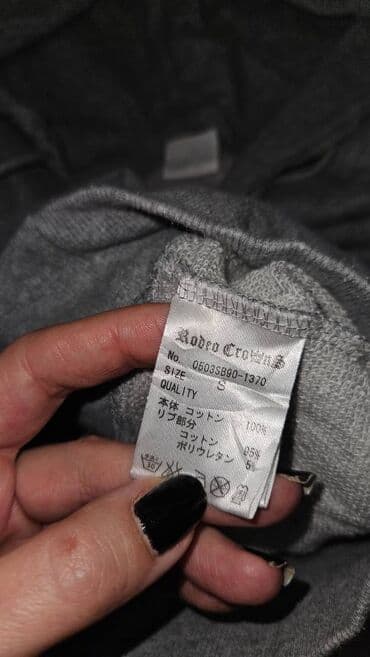 Rodeo Crowns
No. 0503SB90-1370
SIZE S
QUALITY
本体 コットン 100%
リブ部分
コットン 95%
ポリウレタン 5%